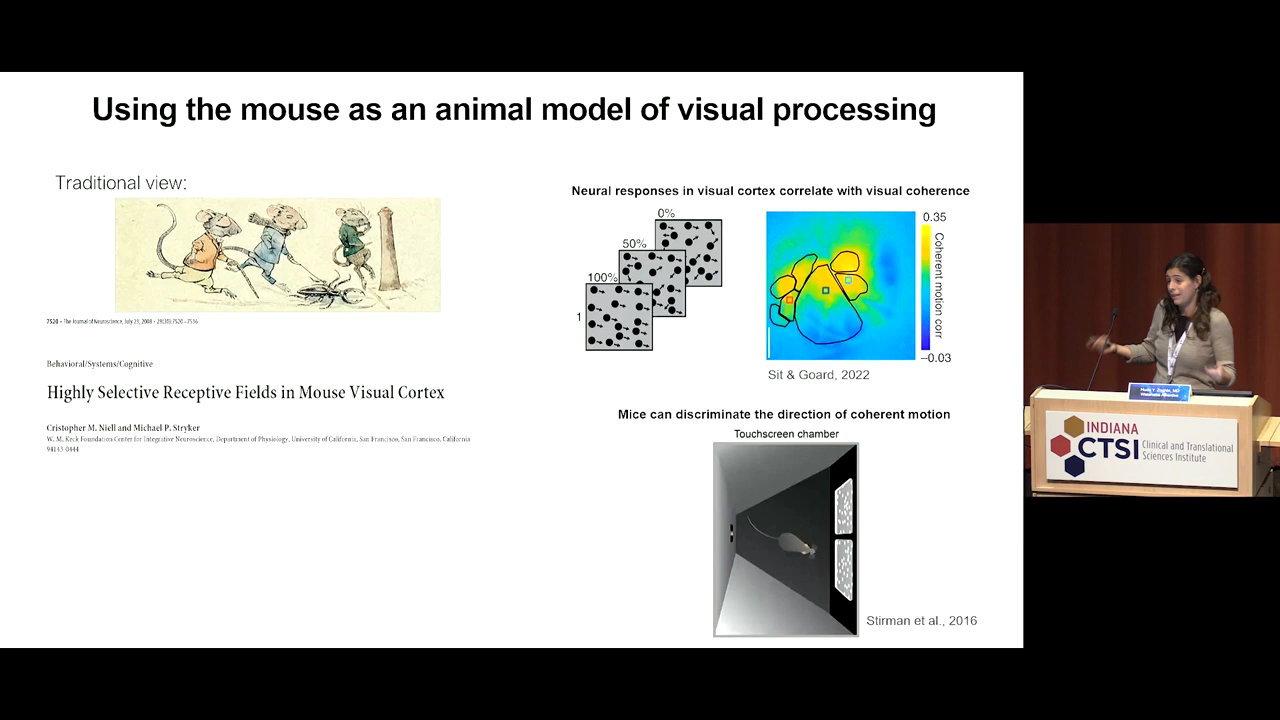 Using the mouse as an animal model of visual processing
Traditional view:
7520 • The Journal of Neuroscience, July 23, 2008 • 28(30):7520–7536
Behavioral/Systems/Cognitive
Highly Selective Receptive Fields in Mouse Visual Cortex
Cristopher M. Niell and Michael P. Stryker
W. M. Keck Foundation Center for Integrative Neuroscience, Department of Physiology, University of California, San Francisco, San Francisco, California
94143-0444
Neural responses in visual cortex correlate with visual coherence
0%
50%
100%
1
0.35
Coherent motion corr
–0.03
Sit & Goard, 2022
Mice can discriminate the direction of coherent motion
Touchscreen chamber
Stirman et al., 2016
INDIANA
CTSI
Clinical and Translational
Sciences Institute